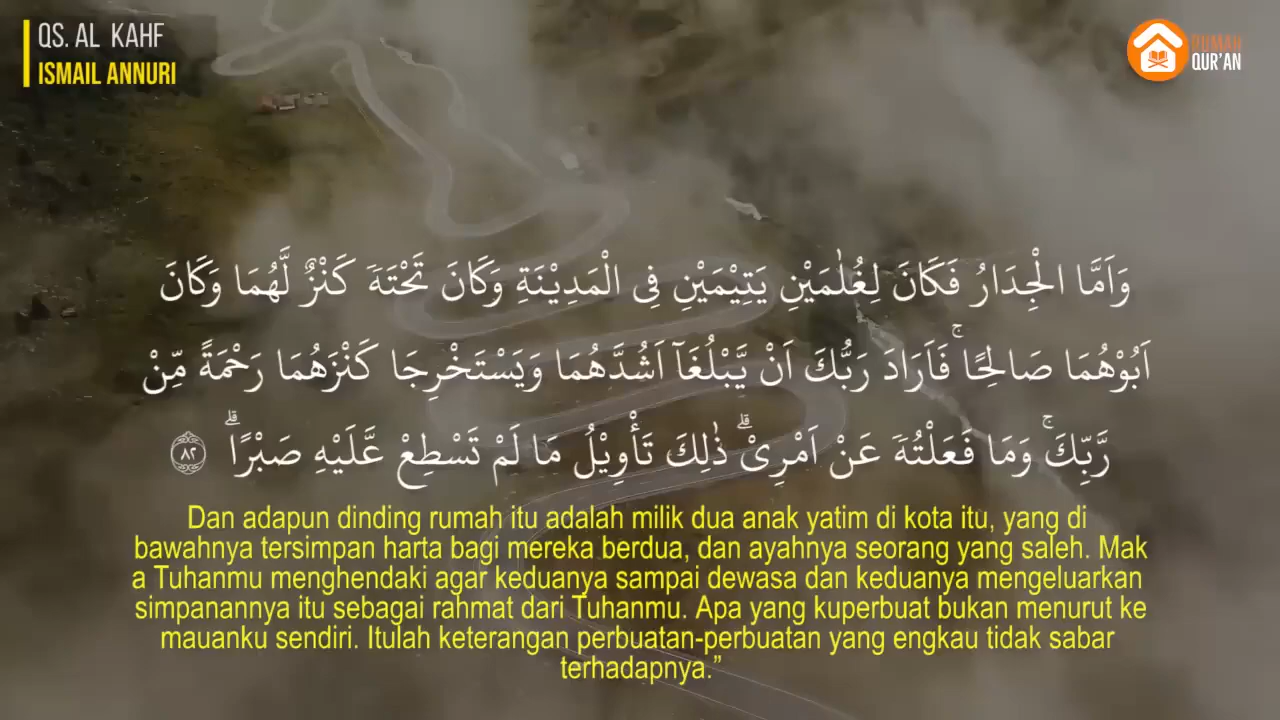 QS. AL KAHF
ISMAIL ANNURI
RUMAH
QUR'AN
وَاَمَّا الْجِدَارُ فَكَانَ لِغُلٰمَيْنِ يَتِيْمَيْنِ فِى الْمَدِيْنَةِ وَكَانَ تَحْتَهٗ كَنْزٌ لَّهُمَا وَكَانَ
اَبُوْهُمَا صَالِحًا ۚفَاَرَادَ رَبُّكَ اَنْ يَّبْلُغَآ اَشُدَّهُمَا وَيَسْتَخْرِجَا كَنْزَهُمَا رَحْمَةً مِّنْ
رَّبِّكَۚ وَمَا فَعَلْتُهٗ عَنْ اَمْرِيْۗ ذٰلِكَ تَأْوِيْلُ مَا لَمْ تَسْطِعْ عَّلَيْهِ صَبْرًاۗ ٨٢
Dan adapun dinding rumah itu adalah milik dua anak yatim di kota itu, yang di
bawahnya tersimpan harta bagi mereka berdua, dan ayahnya seorang yang saleh. Mak
a Tuhanmu menghendaki agar keduanya sampai dewasa dan keduanya mengeluarkan
simpanannya itu sebagai rahmat dari Tuhanmu. Apa yang kuperbuat bukan menurut ke
mauanku sendiri. Itulah keterangan perbuatan-perbuatan yang engkau tidak sabar
terhadapnya.”